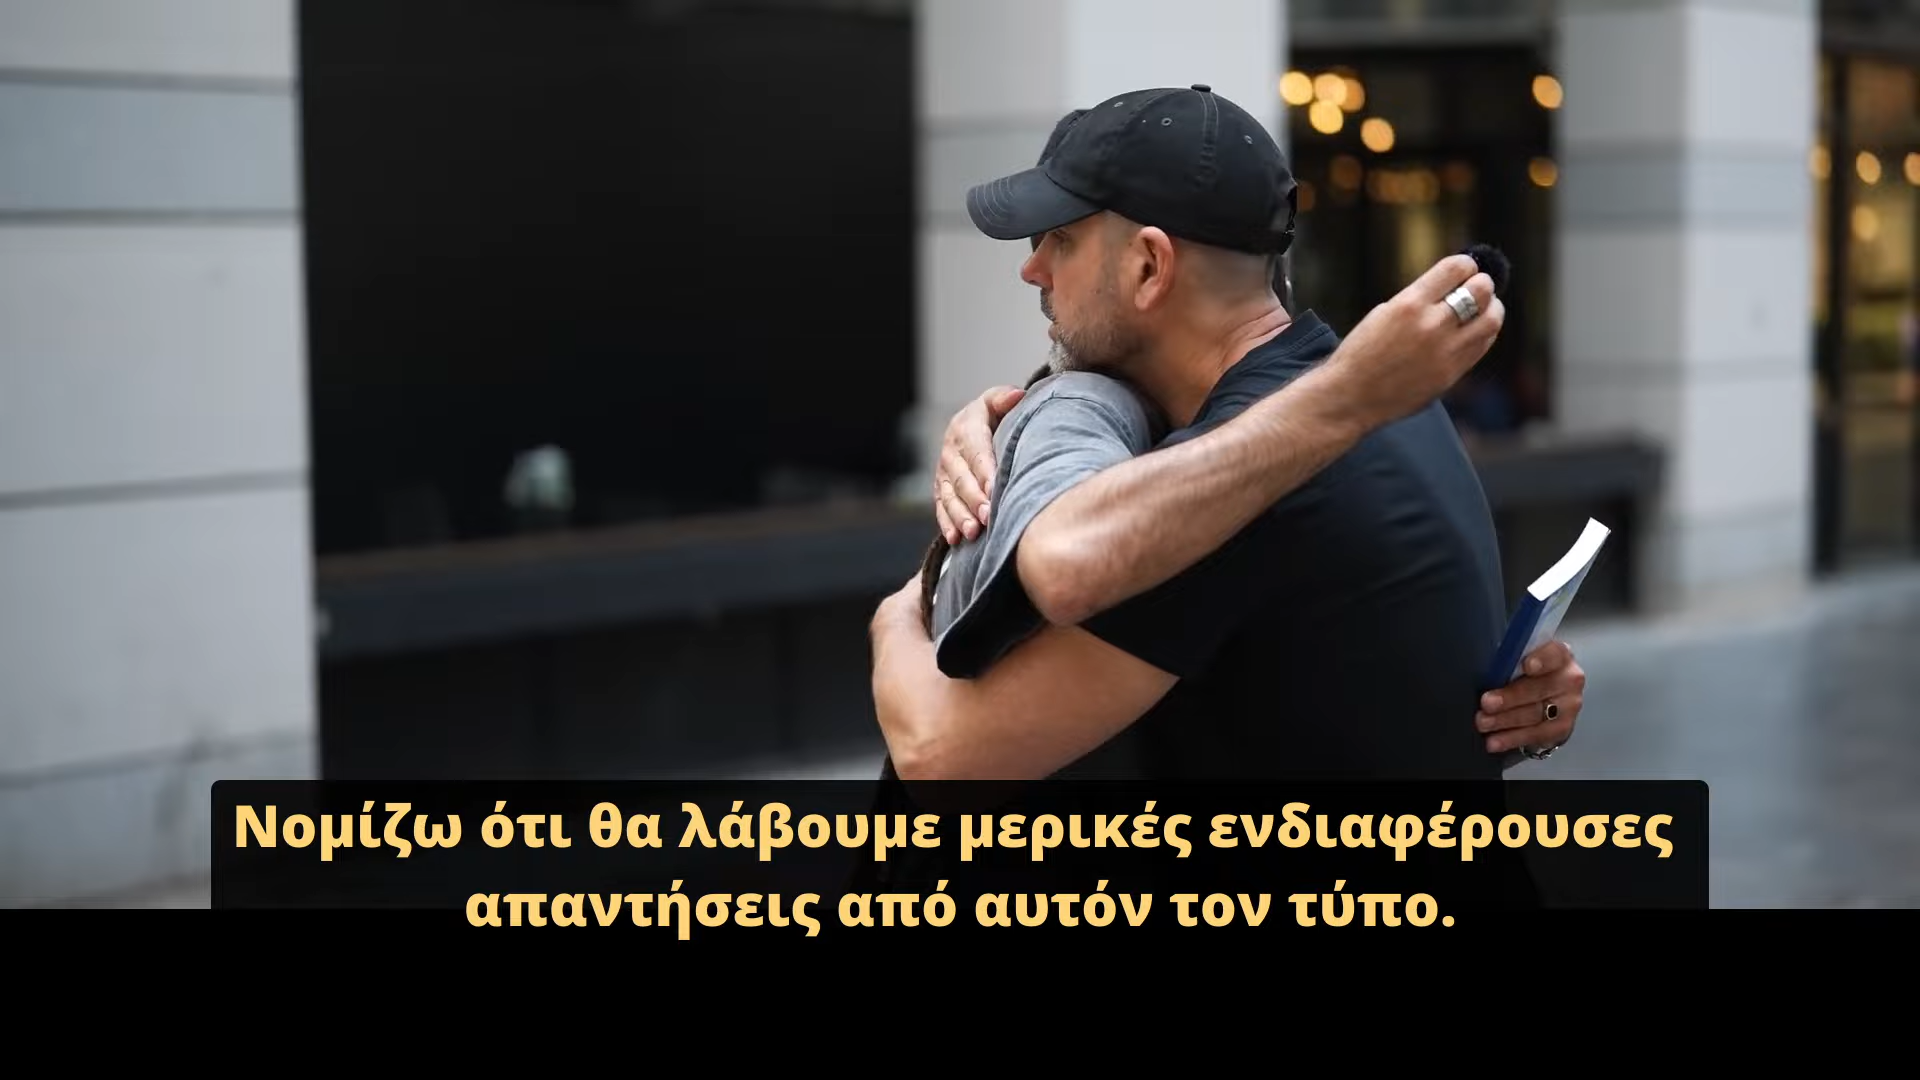 Νομίζω ότι θα λάβουμε μερικές ενδιαφέρουσες
απαντήσεις από αυτόν τον τύπο.